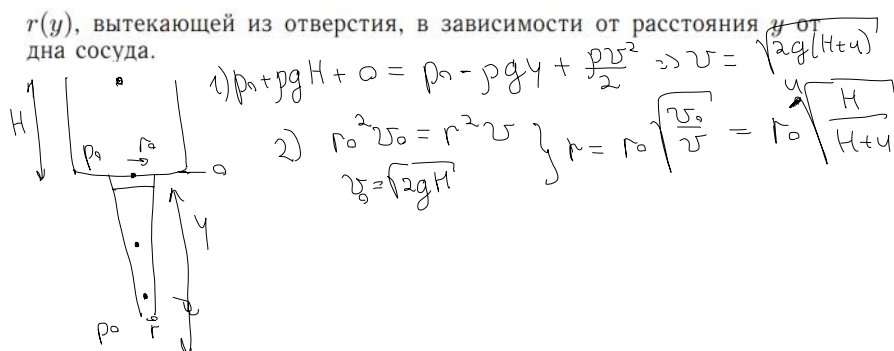 r(y), вытекающей из отверстия, в зависимости от расстояния y от
дна сосуда.
1) p₀+ρgH+0 = p₀-ρgy+ρv²/2 => v = √2g(H+y)
2) r₀²v₀=r²v } r = r₀√v₀/v = r₀ ⁴√H/H+y
v₀=√2gH
H
p₀ r₀
0
y
p₀ r